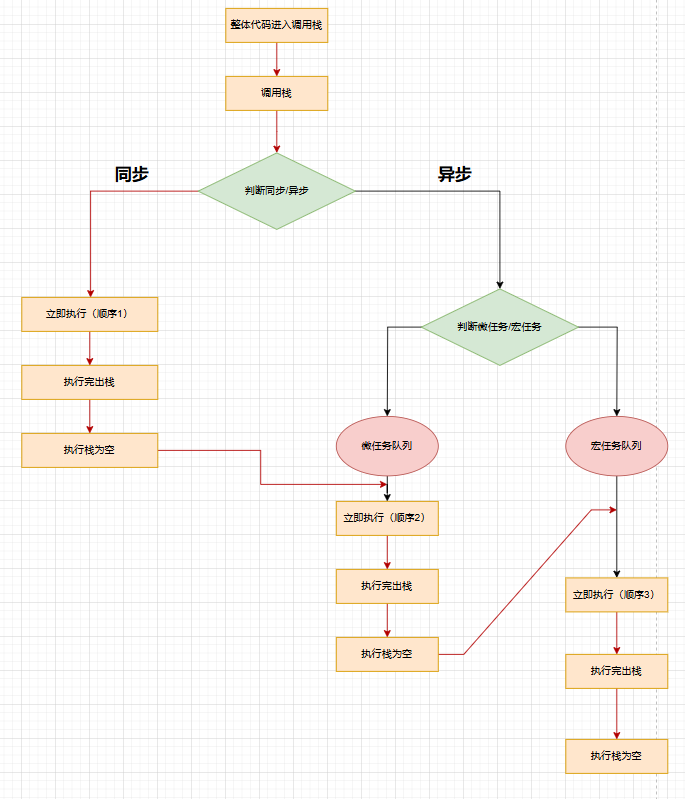 整体代码进入调用栈
调用栈
同步
异步
判断同步/异步
立即执行（顺序1）
判断微任务/宏任务
执行完出栈
执行栈为空
微任务队列
宏任务队列
立即执行（顺序2）
执行完出栈
立即执行（顺序3）
执行栈为空
执行完出栈
执行栈为空